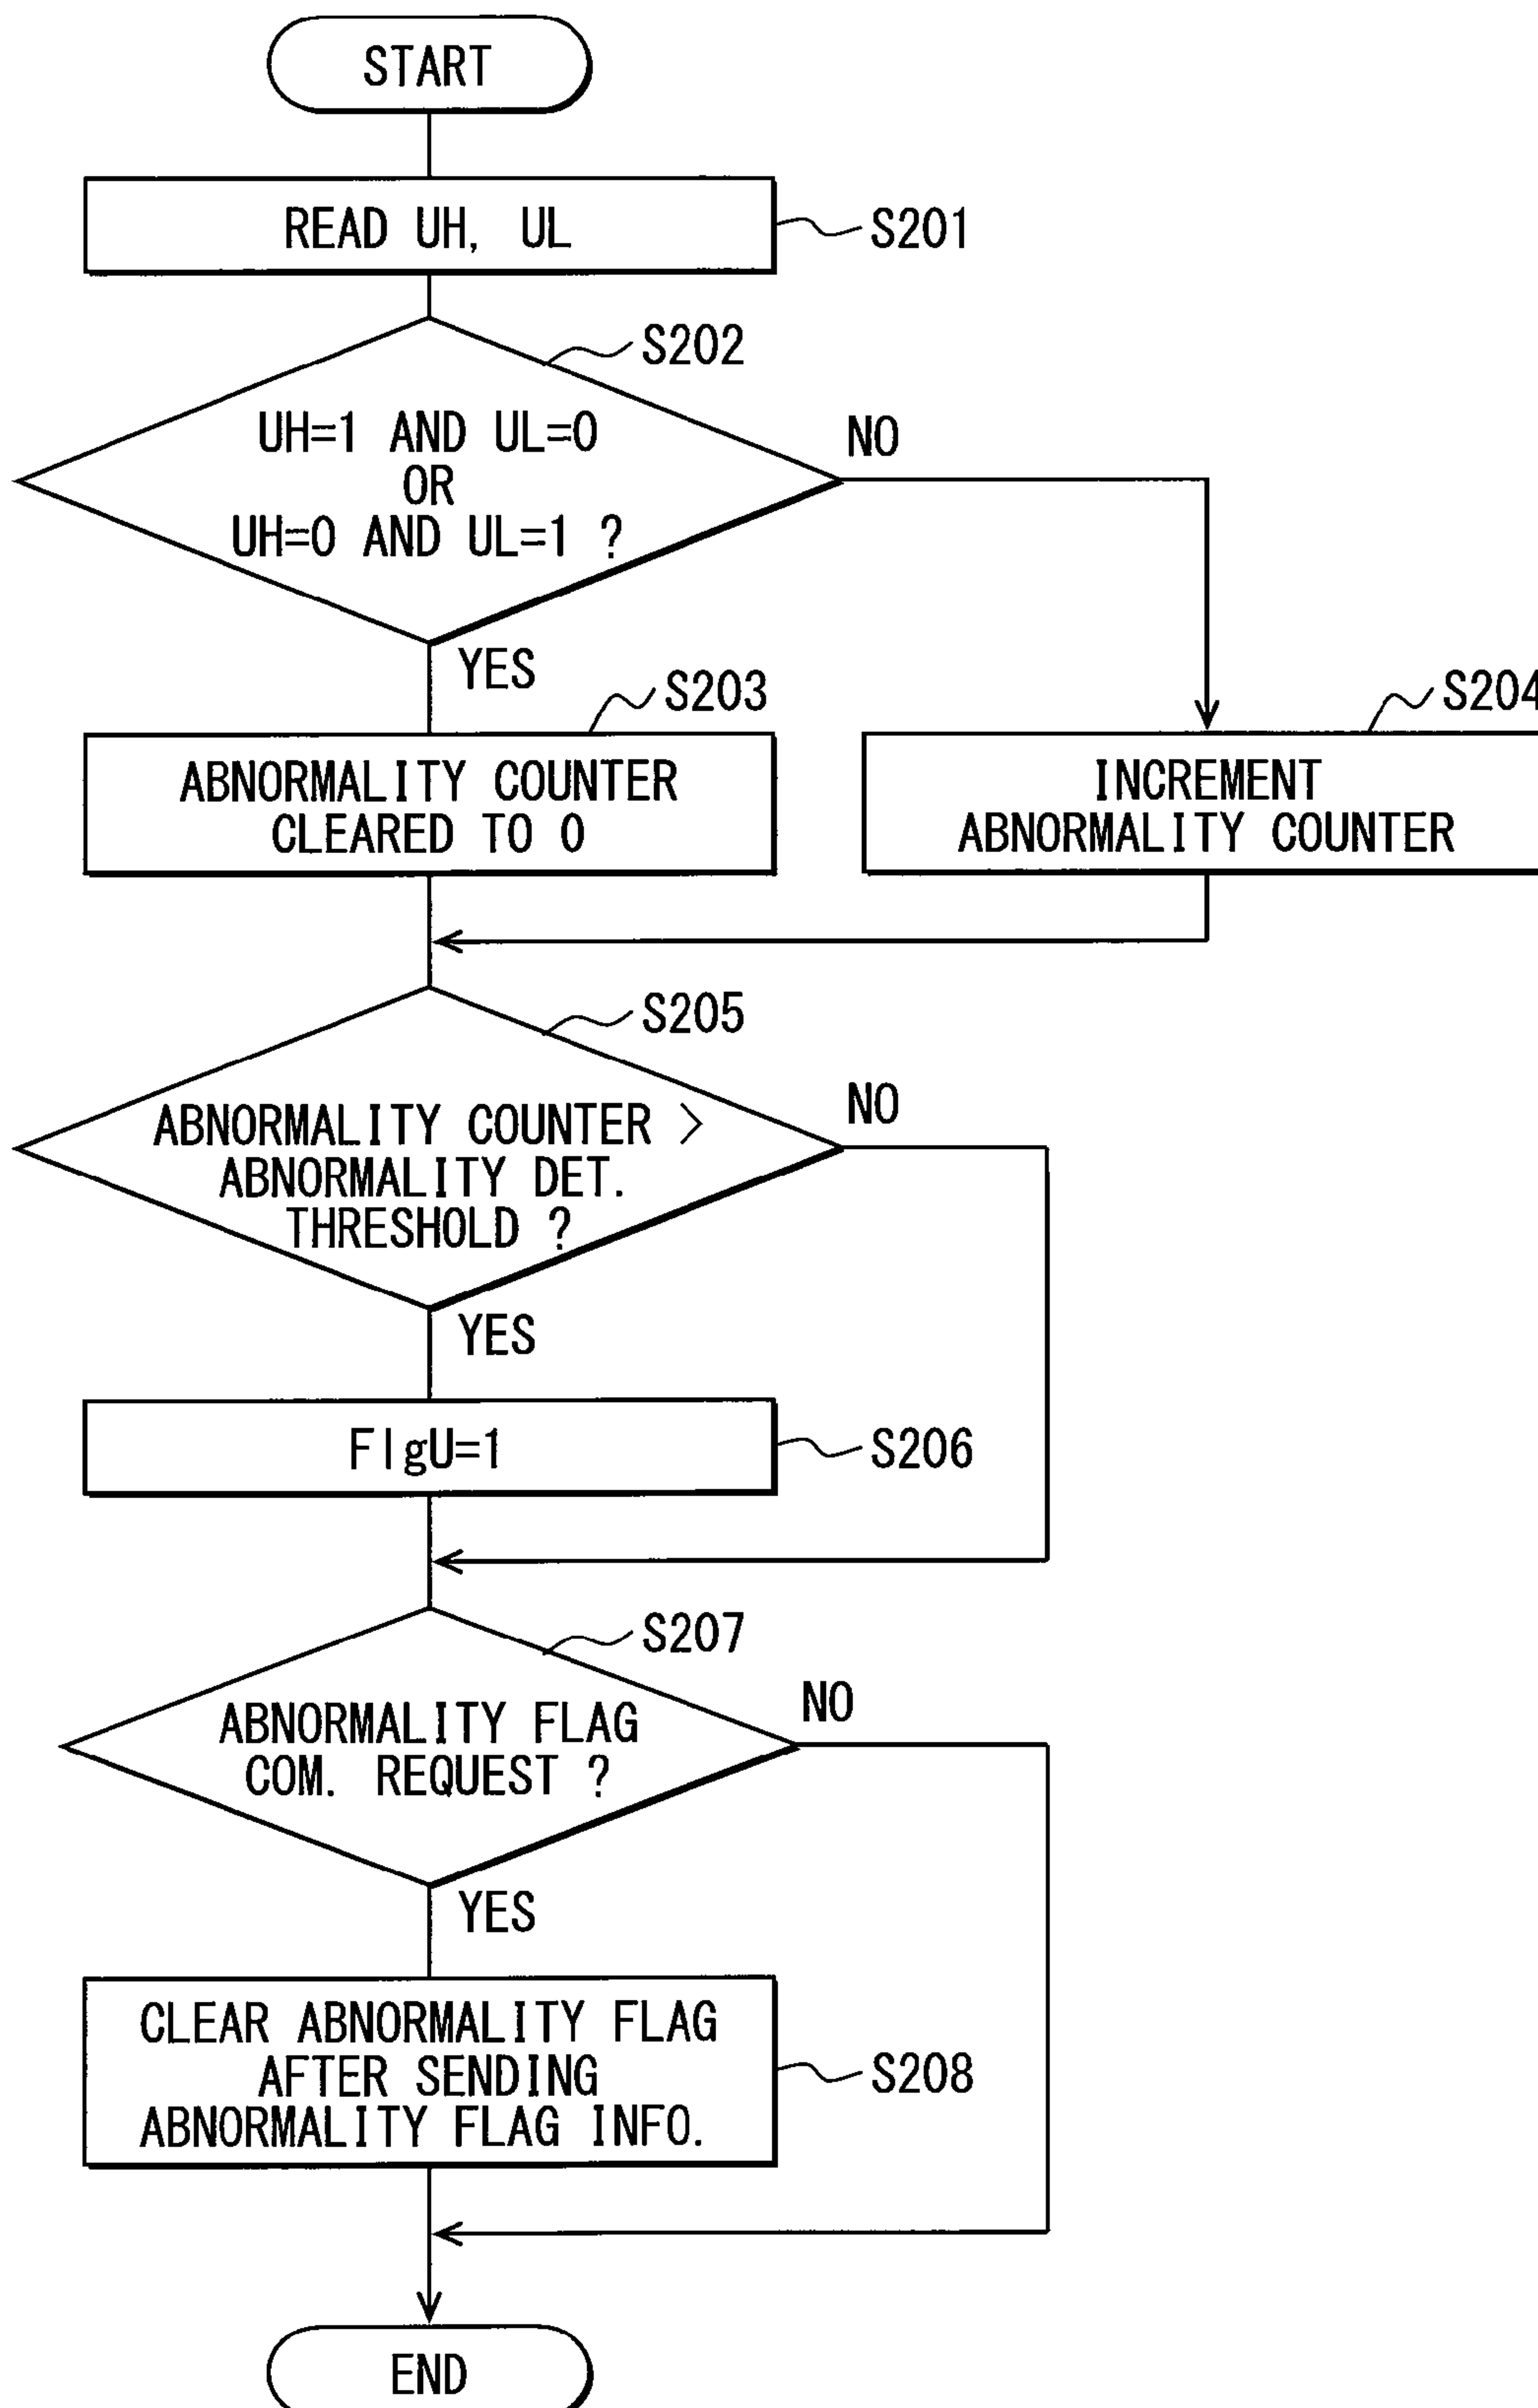 START
READ UH, UL
S201
S202
UH=1 AND UL=0
OR
UH=0 AND UL=1 ?
NO
YES
S203
S204
ABNORMALITY COUNTER
CLEARED TO 0
INCREMENT
ABNORMALITY COUNTER
S205
ABNORMALITY COUNTER >
ABNORMALITY DET.
THRESHOLD ?
NO
YES
FlgU=1
S206
S207
ABNORMALITY FLAG
COM. REQUEST ?
NO
YES
CLEAR ABNORMALITY FLAG
AFTER SENDING
ABNORMALITY FLAG INFO.
S208
END